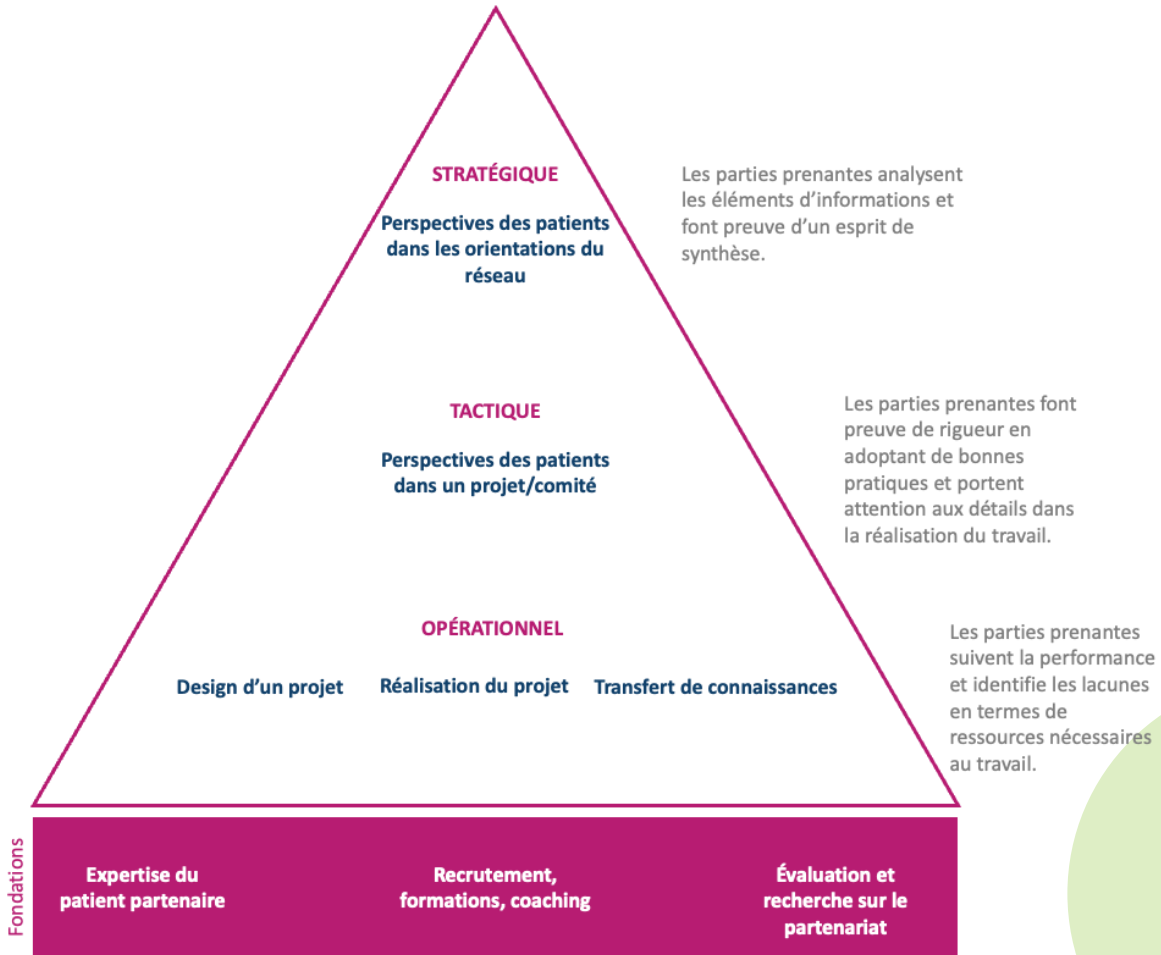 STRATÉGIQUE
Perspectives des patients
dans les orientations du
réseau
Les parties prenantes analysent
les éléments d'informations et
font preuve d'un esprit de
synthèse.
TACTIQUE
Perspectives des patients
dans un projet/comité
Les parties prenantes font
preuve de rigueur en
adoptant de bonnes
pratiques et portent
attention aux détails dans
la réalisation du travail.
OPÉRATIONNEL
Design d'un projet
Réalisation du projet
Transfert de connaissances
Les parties prenantes
suivent la performance
et identifie les lacunes
en termes de
ressources nécessaires
au travail.
Fondations
Expertise du
patient partenaire
Recrutement,
formations, coaching
Évaluation et
recherche sur le
partenariat